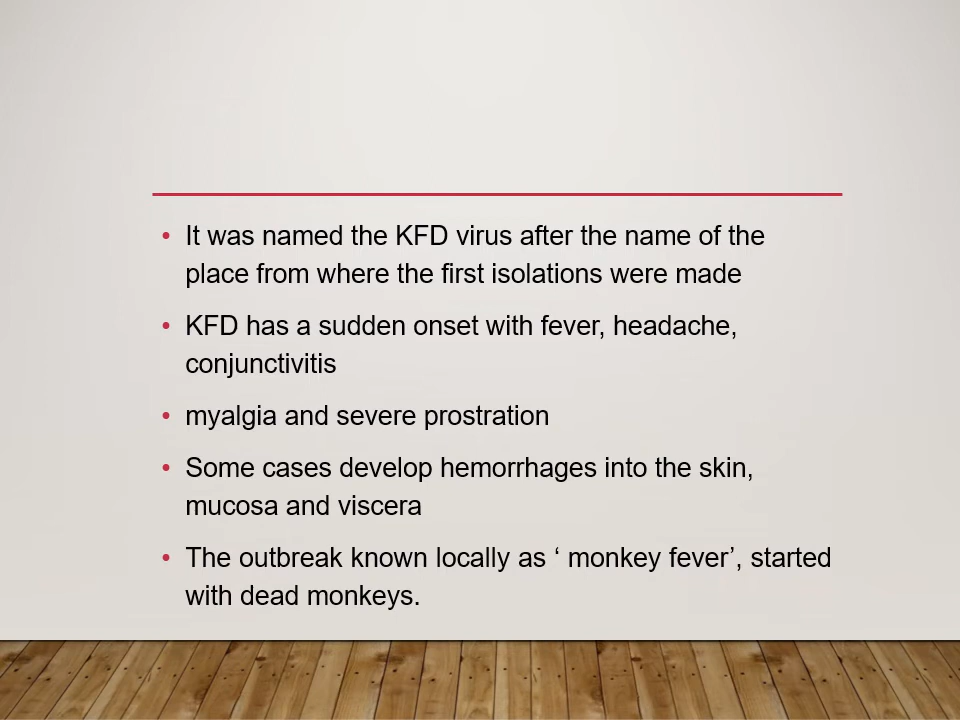 • It was named the KFD virus after the name of the
place from where the first isolations were made
• KFD has a sudden onset with fever, headache,
conjunctivitis
• myalgia and severe prostration
• Some cases develop hemorrhages into the skin,
mucosa and viscera
• The outbreak known locally as ‘ monkey fever’, started
with dead monkeys.